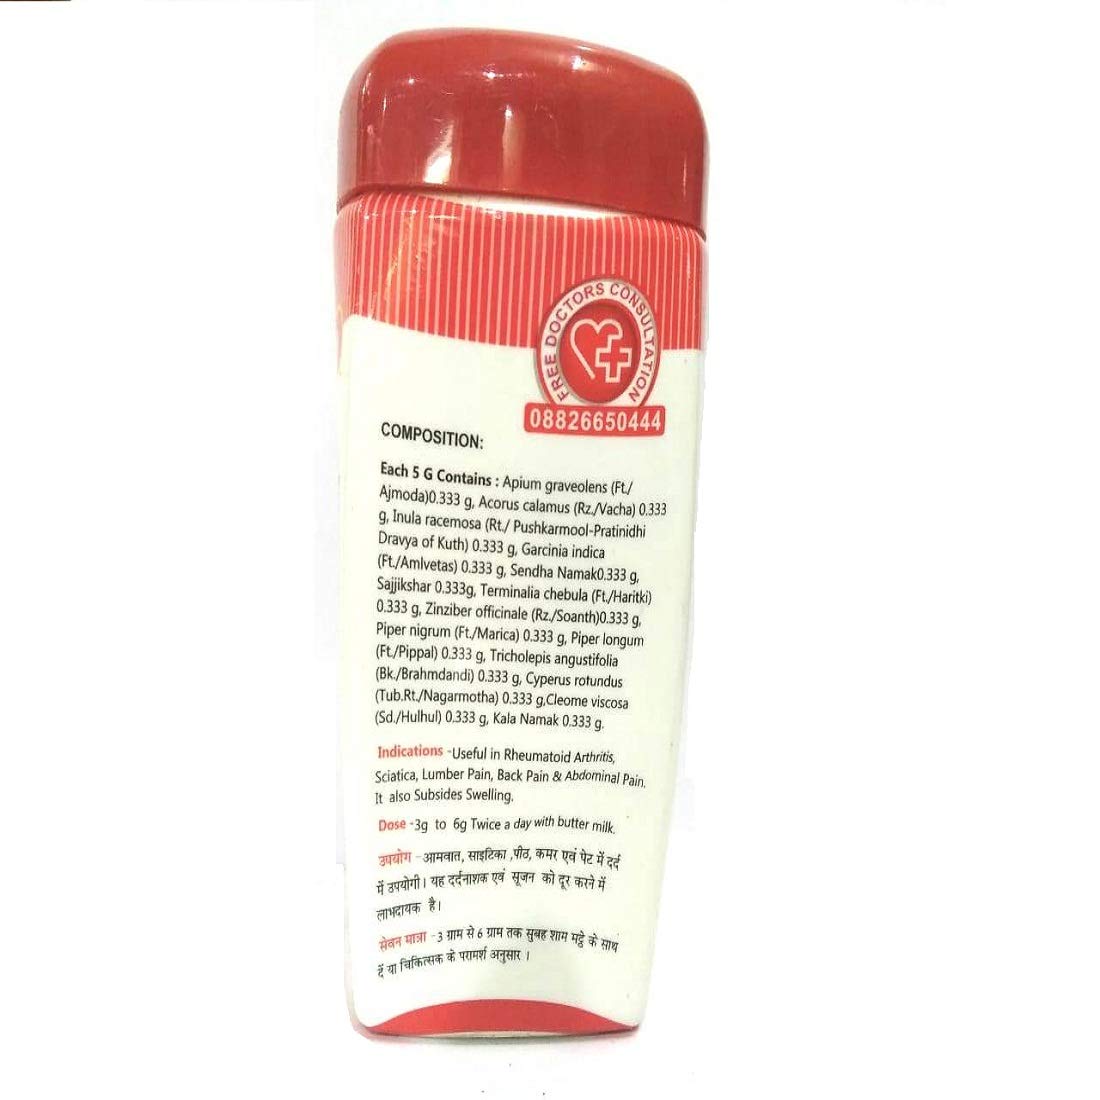 FREE DOCTORS CONSULTATION
08826650444
COMPOSITION:
Each 5 G Contains : Apium graveolens (Ft./
Ajmoda)0.333 g, Acorus calamus (Rz./Vacha) 0.333
g, Inula racemosa (Rt./ Pushkarmool-Pratinidhi
Dravya of Kuth) 0.333 g, Garcinia indica
(Ft./Amlvetas) 0.333 g, Sendha Namak0.333 g,
Sajjikshar 0.333g, Terminalia chebula (Ft./Haritki)
0.333 g, Zinziber officinale (Rz./Soanth)0.333 g,
Piper nigrum (Ft./Marica) 0.333 g, Piper longum
(Ft./Pippal) 0.333 g, Tricholepis angustifolia
(Bk./Brahmdandi) 0.333 g, Cyperus rotundus
(Tub.Rt./Nagarmotha) 0.333 g,Cleome viscosa
(Sd./Hulhul) 0.333 g, Kala Namak 0.333 g.
Indications -Useful in Rheumatoid Arthritis,
Sciatica, Lumber Pain, Back Pain & Abdominal Pain.
It also Subsides Swelling.
Dose -3g to 6g Twice a day with butter milk.
उपयोग -आमवात, साइटिका ,पीठ, कमर एवं पेट में दर्द
में उपयोगी। यह दर्दनाशक एवं सूजन को दूर करने में
लाभदायक है।
सेवन मात्रा -3 ग्राम से 6 ग्राम तक सुबह शाम मट्ठे के साथ
दें या चिकित्सक के परामर्श अनुसार ।